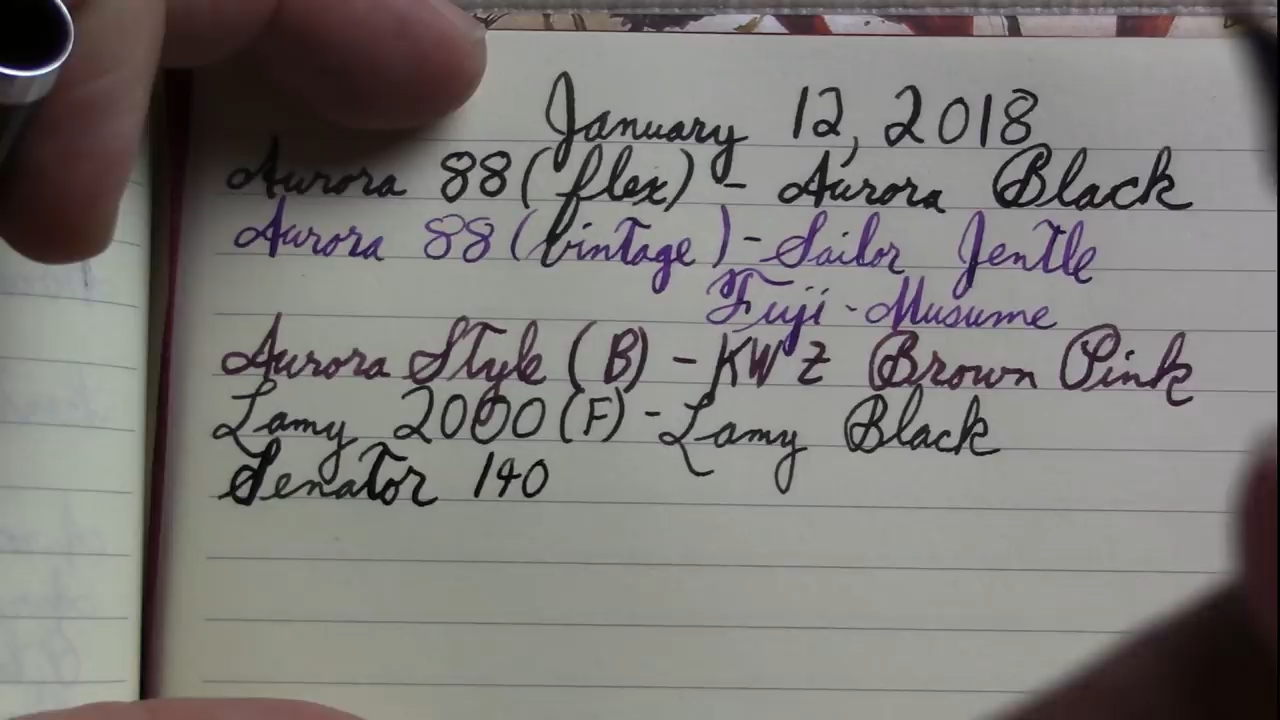 January 12, 2018
Aurora 88 (flex) - Aurora Black
Aurora 88 (vintage) - Sailor Jentle
Fuji-Musume
Aurora Style (B) - KWZ Brown Pink
Lamy 2000 (F) - Lamy Black
Senator 140